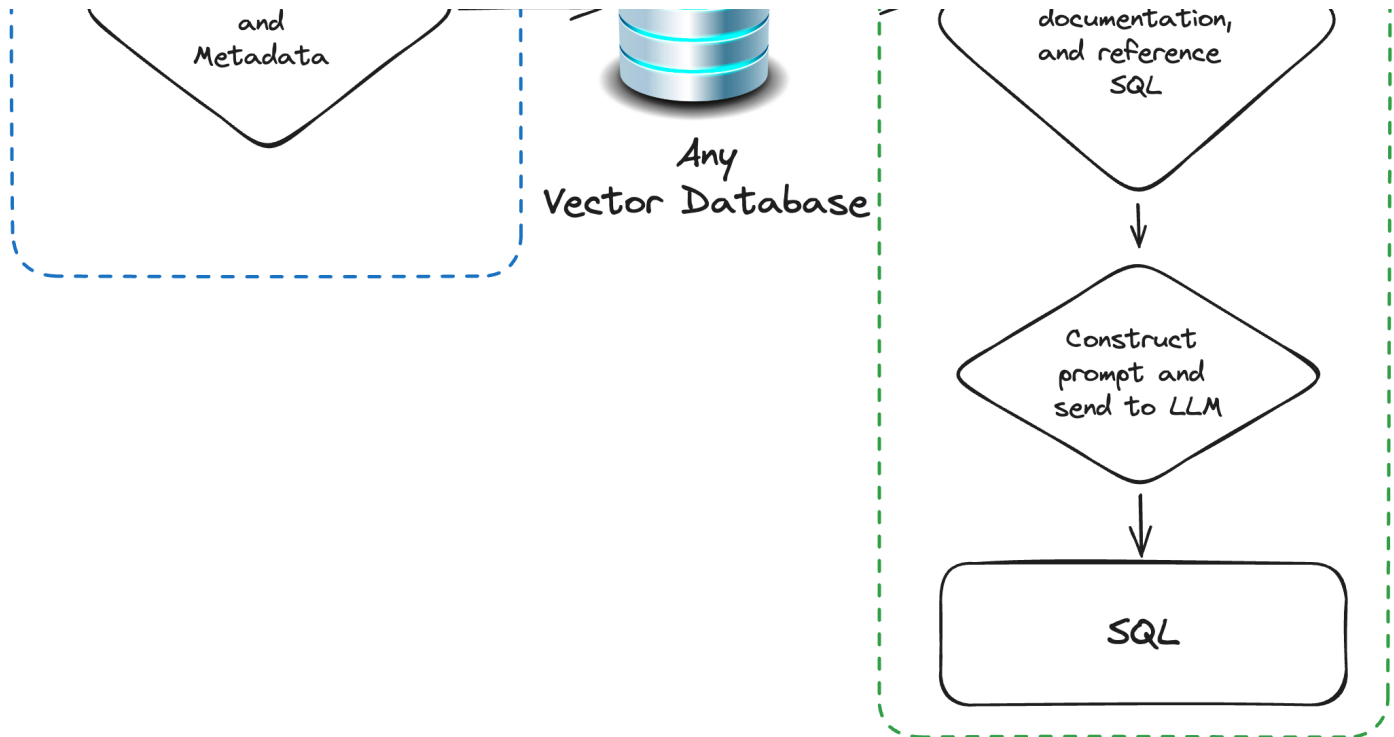 and
Metadata
Any
Vector Database
documentation,
and reference
SQL
Construct
prompt and
send to LLM
SQL